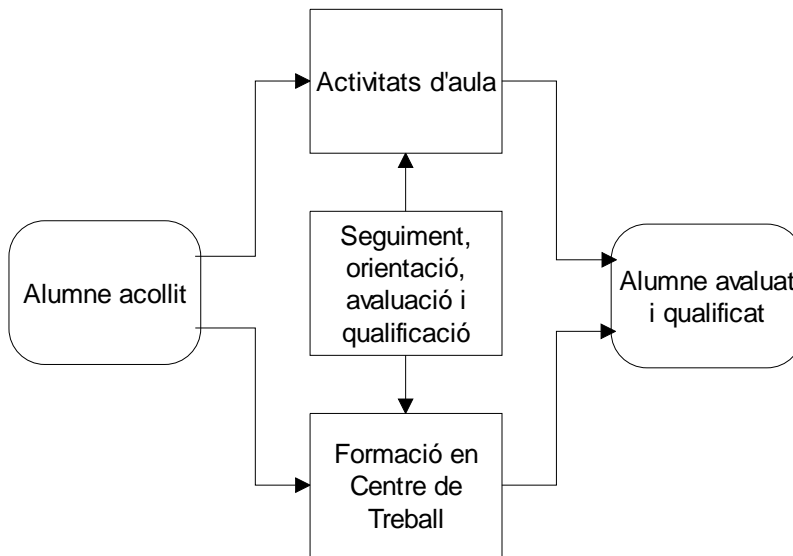 Activitats d'aula
Alumne acollit
Seguiment,
orientació,
avaluació i
qualificació
Alumne avaluat
i qualificat
Formació en
Centre de
Treball